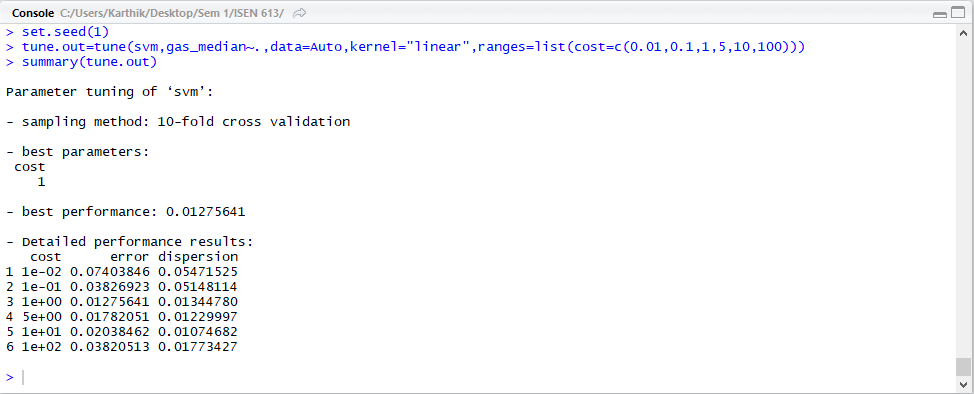 Console C:/Users/Karthik/Desktop/Sem 1/ISEN 613/
> set.seed(1)
> tune.out=tune(svm,gas_median~.,data=Auto,kernel="linear",ranges=list(cost=c(0.01,0.1,1,5,10,100)))
> summary(tune.out)
Parameter tuning of ‘svm’:
- sampling method: 10-fold cross validation
- best parameters:
cost
1
- best performance: 0.01275641
- Detailed performance results:
cost error dispersion
1 1e-02 0.07403846 0.05471525
2 1e-01 0.03826923 0.05148114
3 1e+00 0.01275641 0.01344780
4 5e+00 0.01782051 0.01229997
5 1e+01 0.02038462 0.01074682
6 1e+02 0.03820513 0.01773427
>